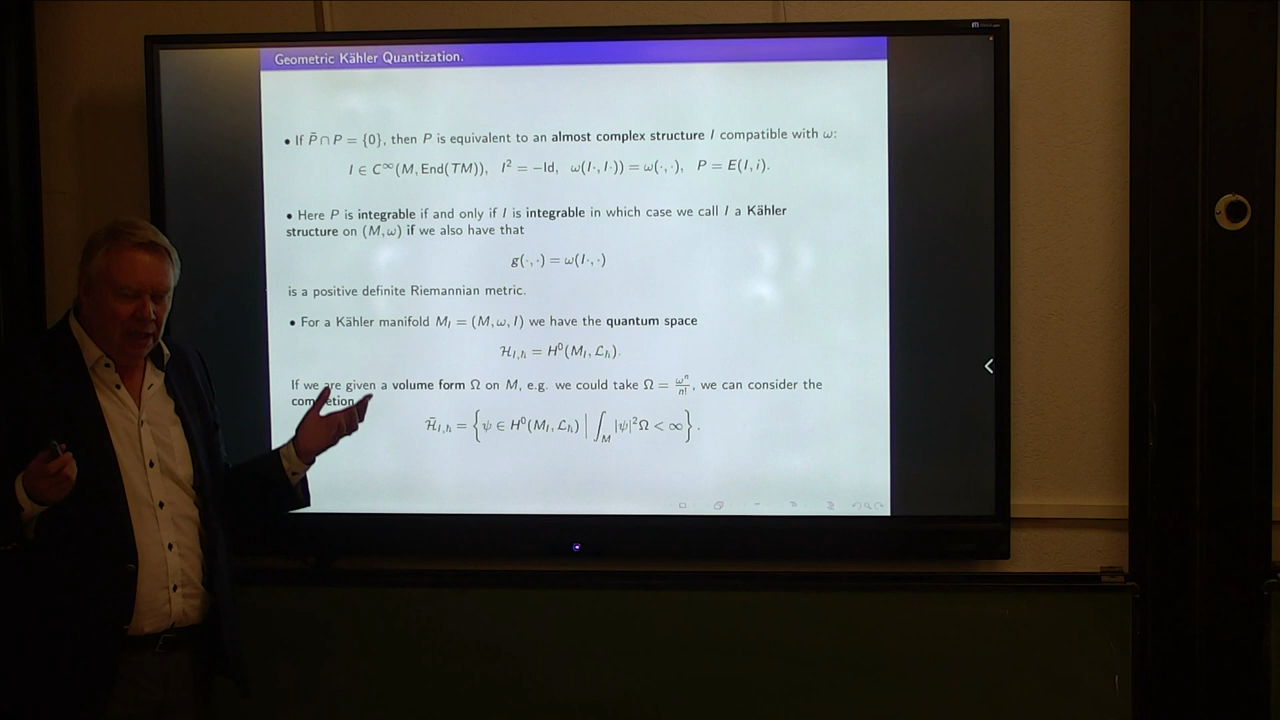 Geometric Kähler Quantization.
• If P̄ ∩ P = {0}, then P is equivalent to an almost complex structure I compatible with ω:
I ∈ C^∞(M, End(TM)), I² = −Id, ω(I·, I·)) = ω(·, ·), P = E(I, i).
• Here P is integrable if and only if I is integrable in which case we call I a Kähler
structure on (M, ω) if we also have that
g(·, ·) = ω(I·, ·)
is a positive definite Riemannian metric.
• For a Kähler manifold M_I = (M, ω, I) we have the quantum space
ℋ_{I,ℏ} = H⁰(M_I, ℒ_ℏ).
If we are given a volume form Ω on M, e.g. we could take Ω = ω^n/n!, we can consider the
completion
ℋ̄_{I,ℏ} = {ψ ∈ H⁰(M_I, ℒ_ℏ) | ∫_M |ψ|²Ω < ∞}.